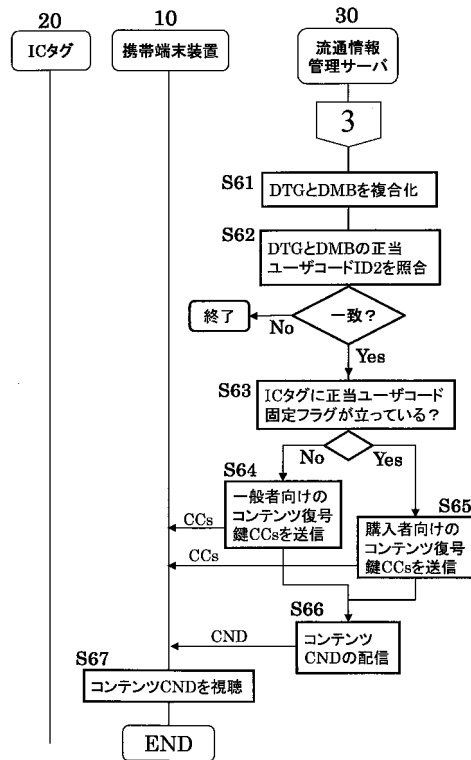 20
10
30
ICタグ
携帯端末装置
流通情報
管理サーバ
3
S61
DTGとDMBを複合化
S62
DTGとDMBの正当
ユーザコードID2を照合
終了
No
一致?
Yes
S63
ICタグに正当ユーザコード
固定フラグが立っている?
No
Yes
S64
一般者向けの
コンテンツ復号
鍵CCsを送信
CCs
S65
購入者向けの
コンテンツ復号
鍵CCsを送信
CCs
S66
コンテンツ
CNDの配信
CND
S67
コンテンツCNDを視聴
END